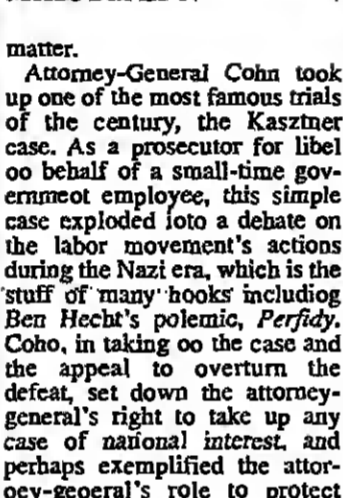 matter.
Attorney-General Cohn took
up one of the most famous trials
of the century, the Kasztner
case. As a prosecutor for libel
oo behalf of a small-time gov-
ernmeot employee, this simple
case exploded ioto a debate on
the labor movement's actions
during the Nazi era, which is the
stuff of many hooks includiog
Ben Hecht's polemic, Perfidy.
Coho, in taking oo the case and
the appeal to overturn the
defeat, set down the attorney-
general's right to take up any
case of national interest, and
perhaps exemplified the attor-
oey-geoeral's role to protect